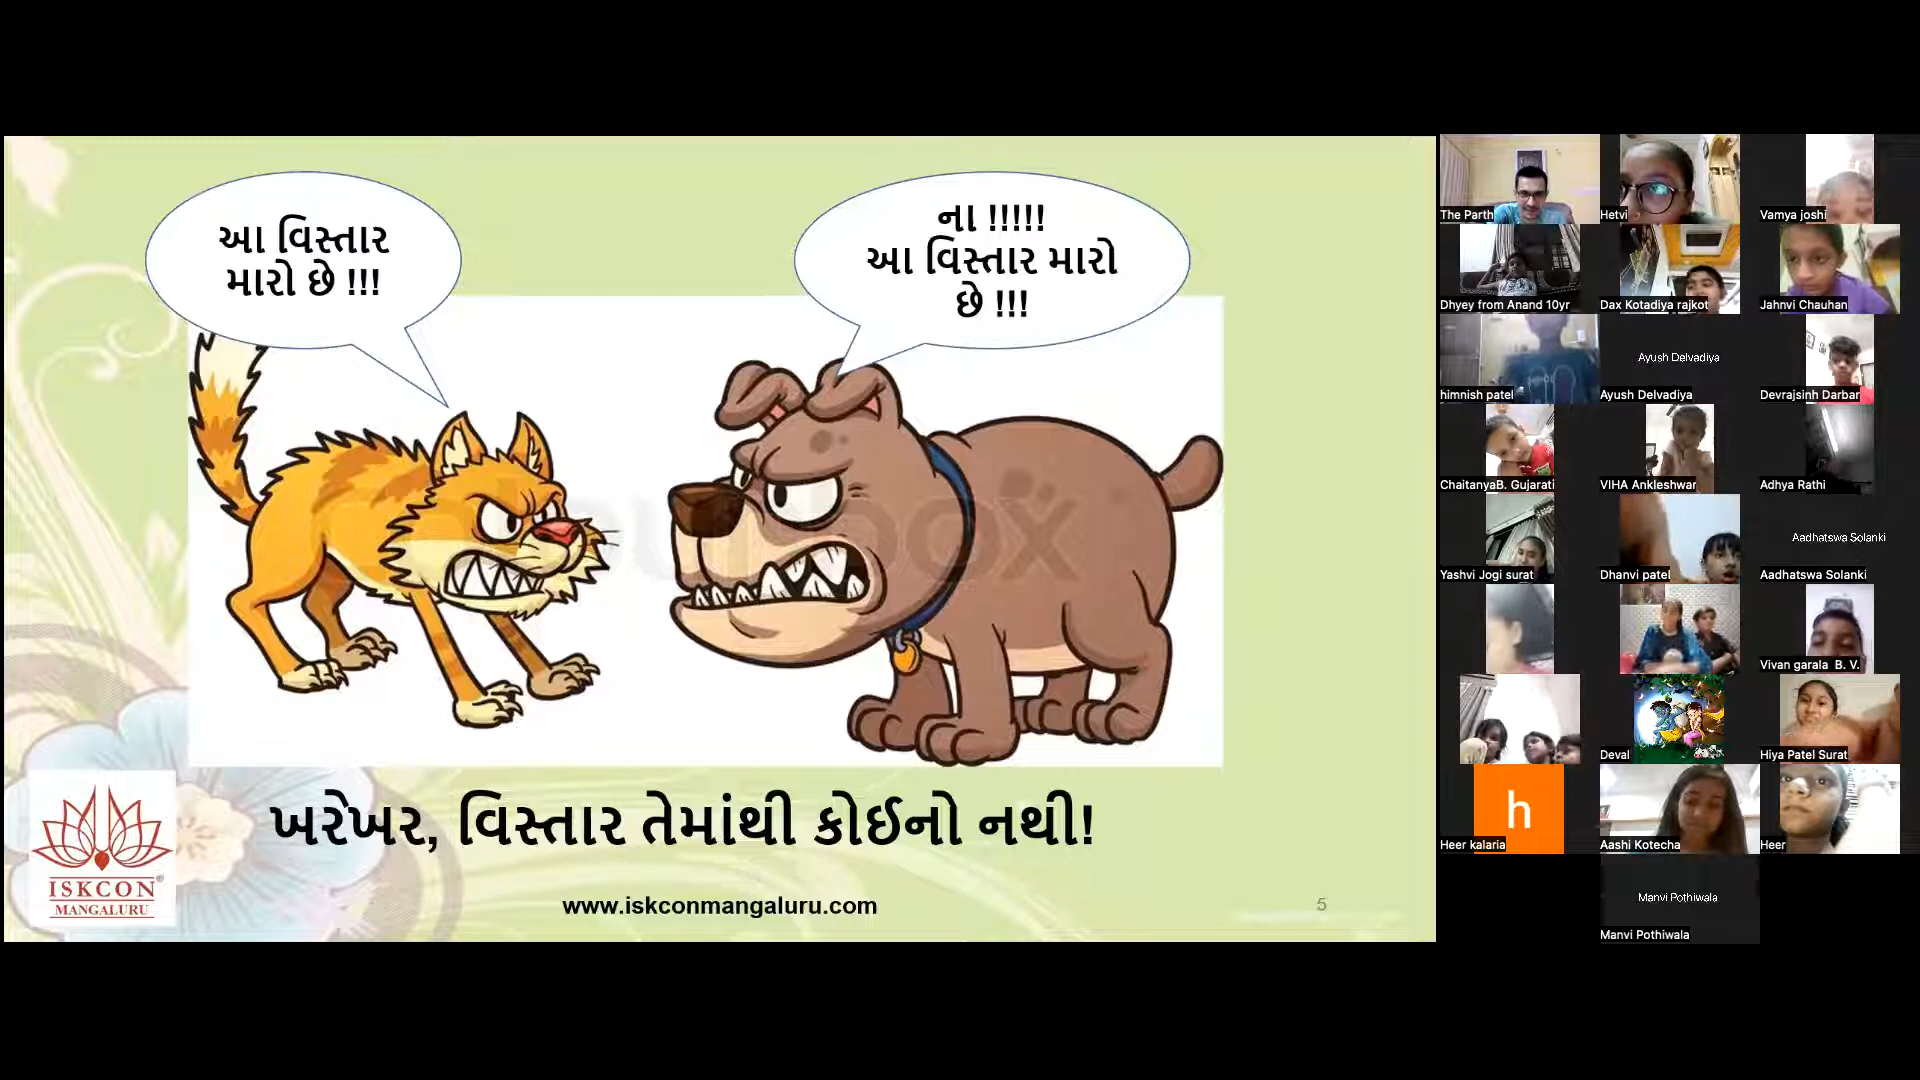 આ વિસ્તાર
મારો છે !!!
ના !!!!!
આ વિસ્તાર મારો
છે !!!
ખરેખર, વિસ્તાર તેમાંથી કોઈનો નથી!
ISKCON®
MANGALURU
www.iskconmangaluru.com
5
The Parth
Hetvi
Vamya joshi
Dhyey from Anand 10yr
Dax Kotadiya rajkot
Jahnvi Chauhan
himnish patel
Ayush Delvadiya
Ayush Delvadiya
Devrajsinh Darbar
ChaitanyaB. Gujarati
VIHA Ankleshwar
Adhya Rathi
Yashvi Jogi surat
Dhanvi patel
Aadhatswa Solanki
Aadhatswa Solanki
Vivan garala B. V.
Deval
Hiya Patel Surat
h
Heer kalaria
Aashi Kotecha
Heer
Manvi Pothiwala
Manvi Pothiwala